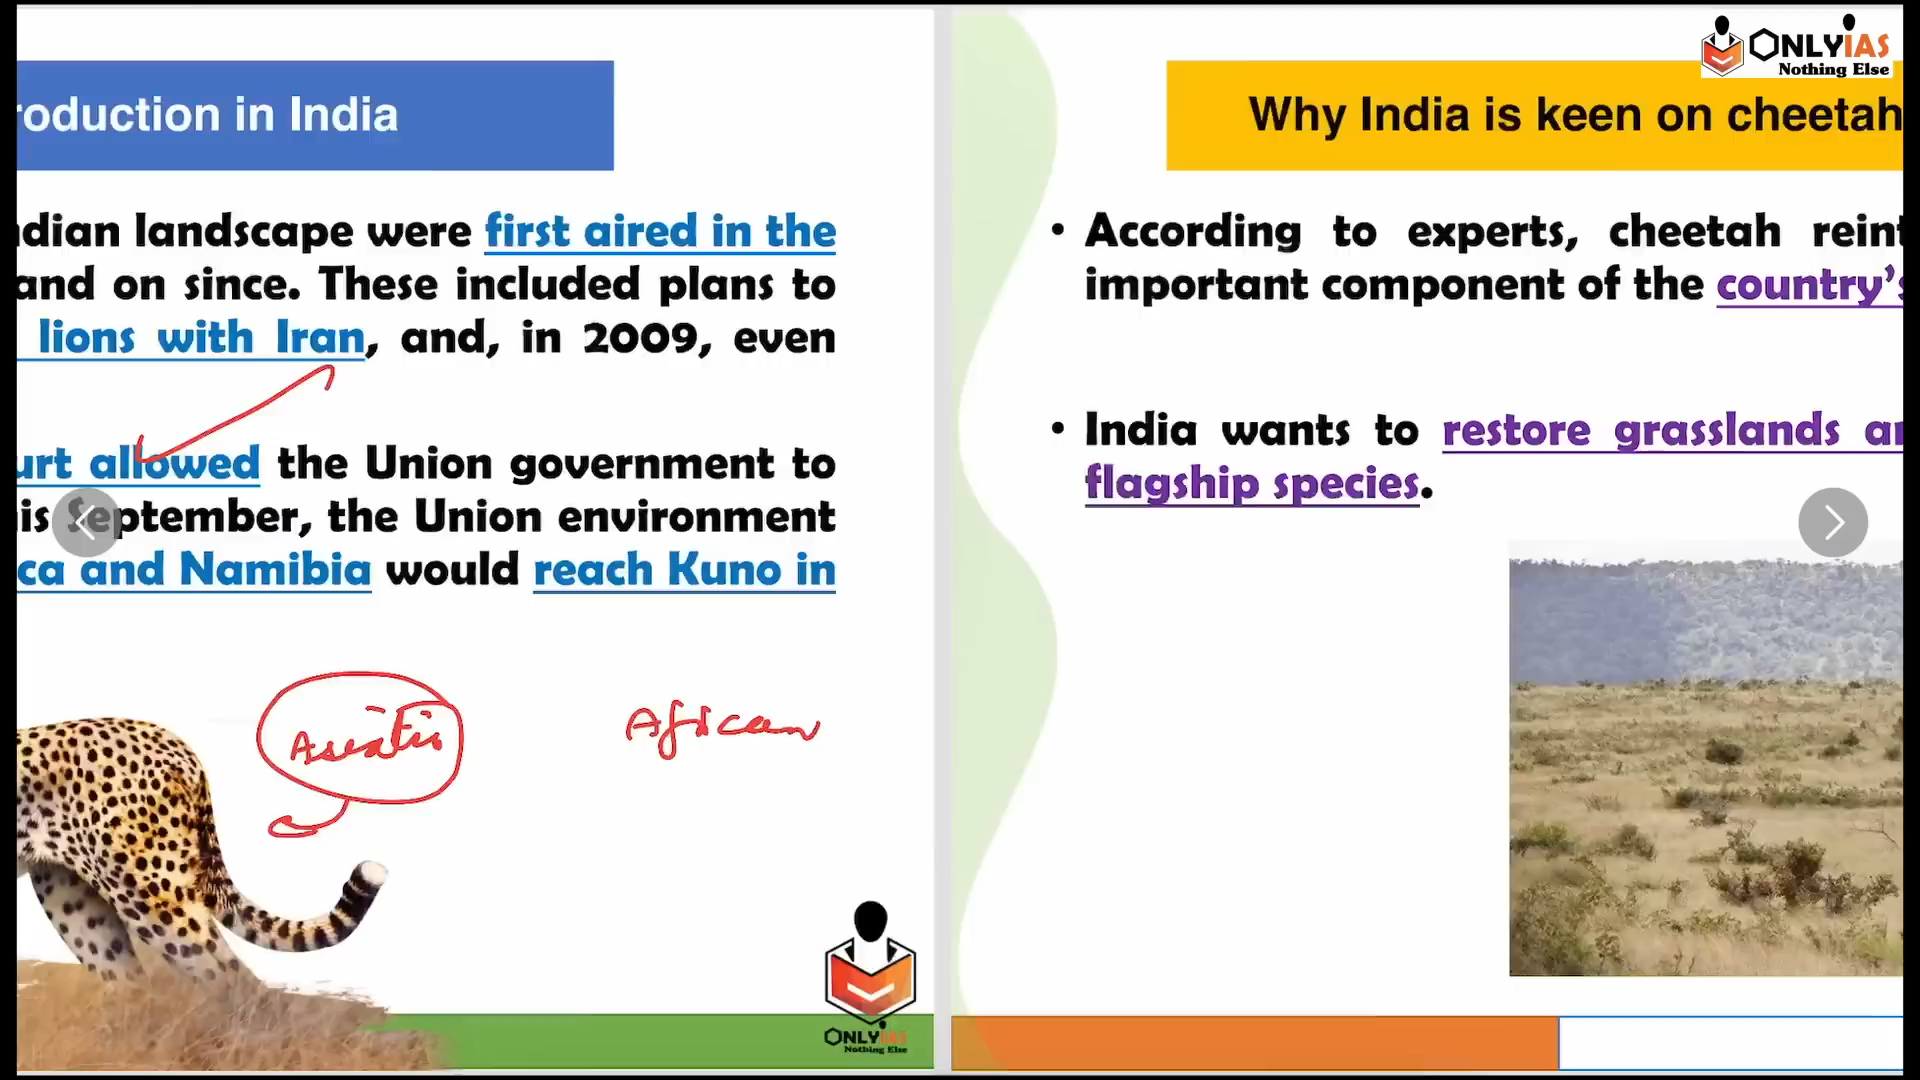 ONLYIAS
Nothing Else
roduction in India
ndian landscape were first aired in the
and on since. These included plans to
lions with Iran, and, in 2009, even
urt allowed the Union government to
is September, the Union environment
ca and Namibia would reach Kuno in
Asiatic
African
ONLYIAS
Nothing Else
Why India is keen on cheetah
• According to experts, cheetah reint
important component of the country's
• India wants to restore grasslands ar
flagship species.